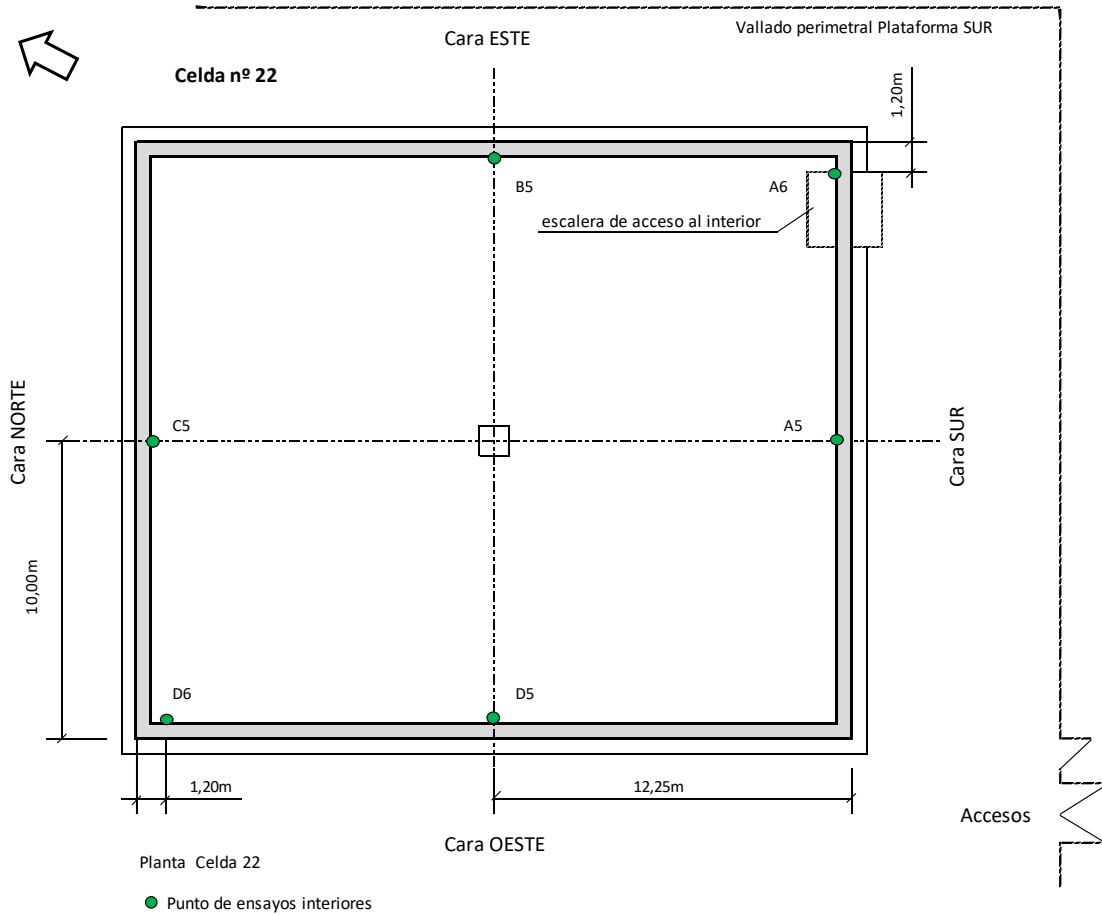 Vallado perimetral Plataforma SUR
Cara ESTE
Celda nº 22
1,20m
B5
A6
escalera de acceso al interior
Cara NORTE
C5
A5
Cara SUR
10,00m
D6
D5
1,20m
12,25m
Accesos
Cara OESTE
Planta Celda 22
Punto de ensayos interiores